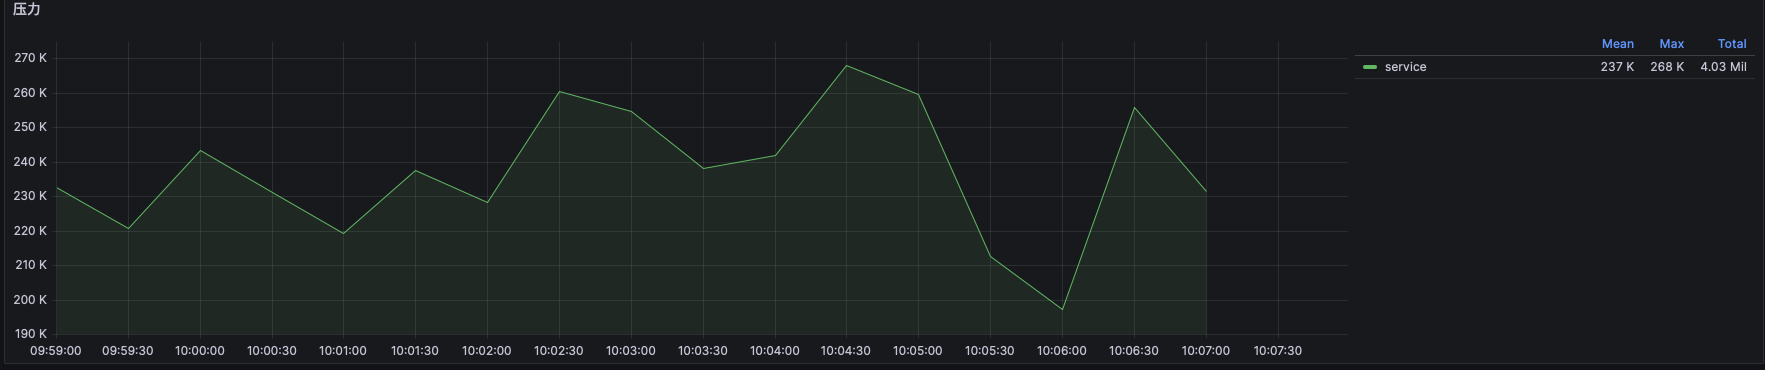 压力
Mean Max Total
service 237 K 268 K 4.03 Mil
270 K
260 K
250 K
240 K
230 K
220 K
210 K
200 K
190 K
09:59:00 09:59:30 10:00:00 10:00:30 10:01:00 10:01:30 10:02:00 10:02:30 10:03:00 10:03:30 10:04:00 10:04:30 10:05:00 10:05:30 10:06:00 10:06:30 10:07:00 10:07:30